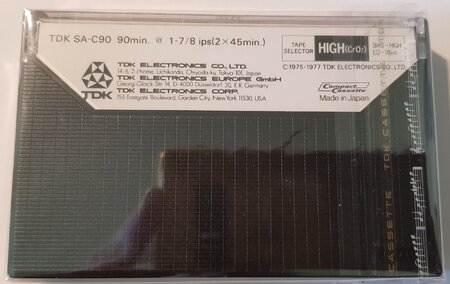 TDK SA-C90 90min. @ 1-7/8 ips(2×45min.)
TAPE SELECTOR
HIGH(CrO₂)
BIAS-HIGH
EQ-70μs
TDK ELECTRONICS CO., LTD.
14-6, 2-chome, Uchikanda, Chiyoda-ku, Tokyo 101, Japan
TDK ELECTRONICS EUROPE GmbH
Georg-Glock-Str. 14, D-4000 Düsseldorf 30, F.R. Germany
TDK ELECTRONICS CORP.
755 Eastgate Boulevard, Garden City, New York 11530, U.S.A.
TDK
©1975-1977 TDK ELECTRONICS CO., LTD.
Compact Cassette
Made in Japan
TDK CASSETTE